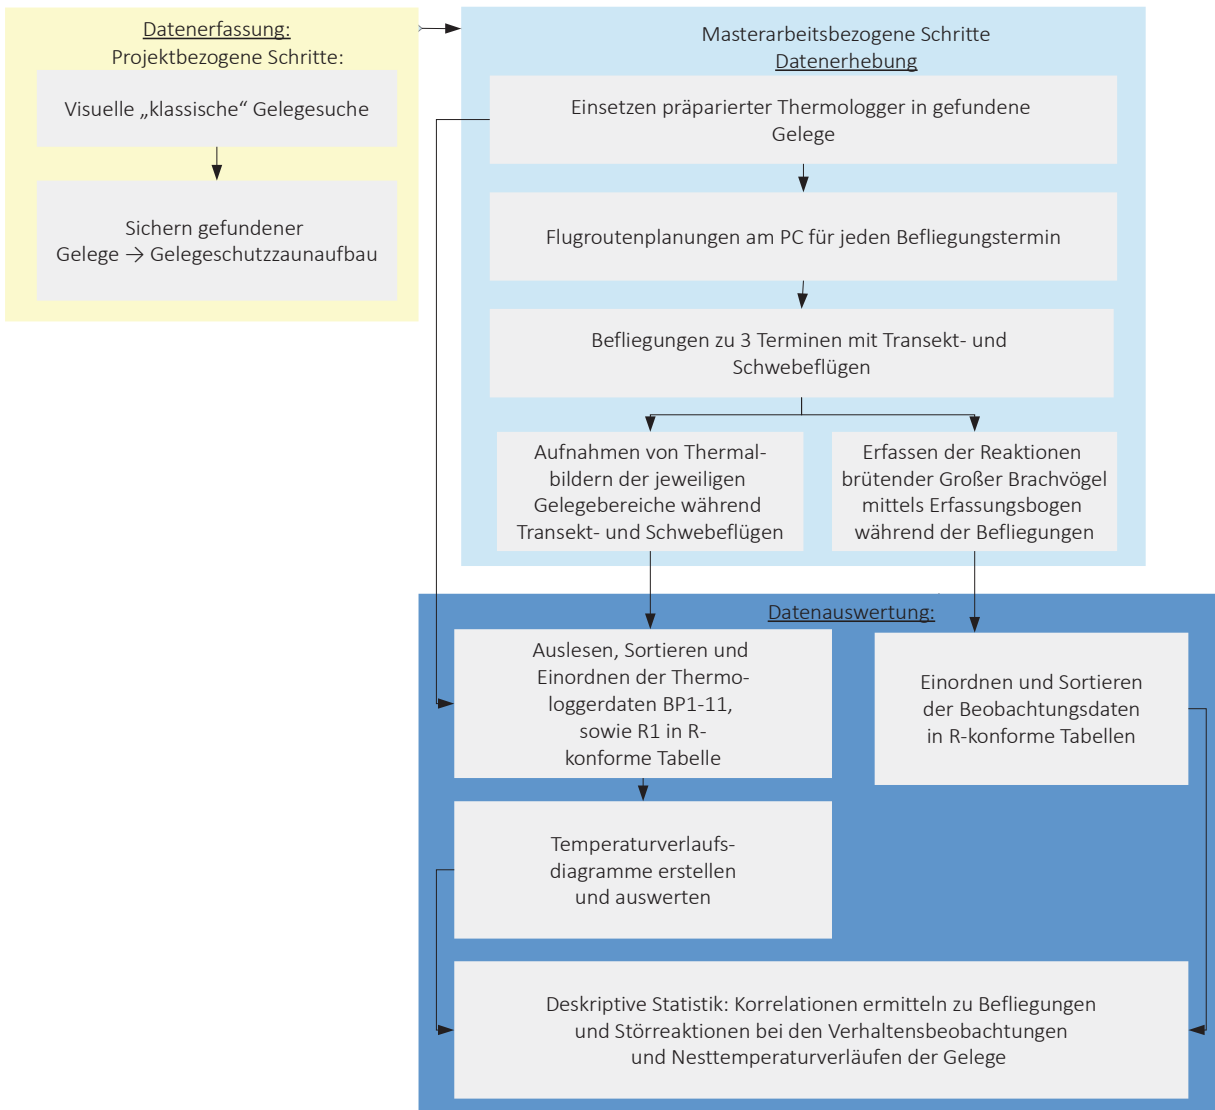 Datenerfassung:
Projektbezogene Schritte:
Visuelle „klassische“ Gelegesuche
Sichern gefundener
Gelege → Gelegeschutzzaunaufbau
Masterarbeitsbezogene Schritte
Datenerhebung
Einsetzen präparierter Thermologger in gefundene
Gelege
Flugroutenplanungen am PC für jeden Befliegungstermin
Befliegungen zu 3 Terminen mit Transekt- und
Schwebeflügen
Aufnahmen von Thermal-
bildern der jeweiligen
Gelegebereiche während
Transekt- und Schwebeflügen
Erfassen der Reaktionen
brütender Großer Brachvögel
mittels Erfassungsbogen
während der Befliegungen
Datenauswertung:
Auslesen, Sortieren und
Einordnen der Thermo-
loggerdaten BP1-11,
sowie R1 in R-
konforme Tabelle
Einordnen und Sortieren
der Beobachtungsdaten
in R-konforme Tabellen
Temperaturverlaufs-
diagramme erstellen
und auswerten
Deskriptive Statistik: Korrelationen ermitteln zu Befliegungen
und Störreaktionen bei den Verhaltensbeobachtungen
und Nesttemperaturverläufen der Gelege